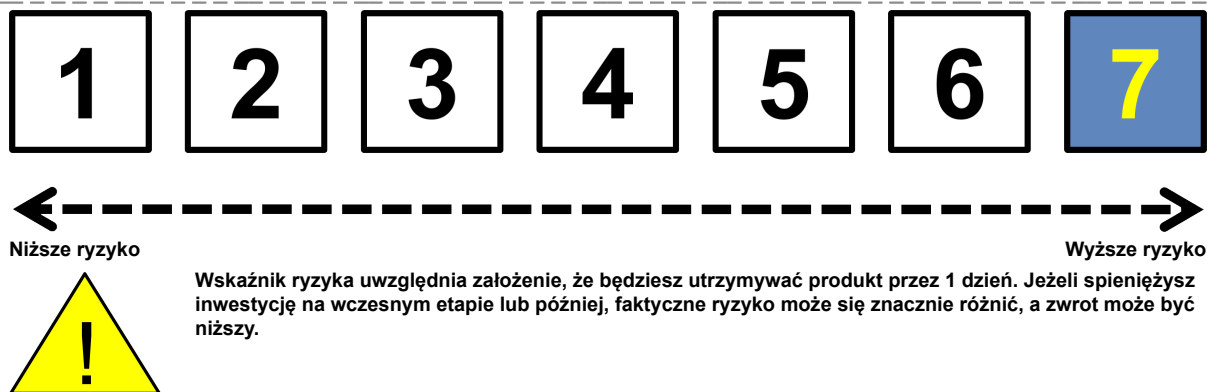 1 2 3 4 5 6 7
Niższe ryzyko Wyższe ryzyko
Wskaźnik ryzyka uwzględnia założenie, że będziesz utrzymywać produkt przez 1 dzień. Jeżeli spieniężysz
inwestycję na wczesnym etapie lub później, faktyczne ryzyko może się znacznie różnić, a zwrot może być
niższy.
!